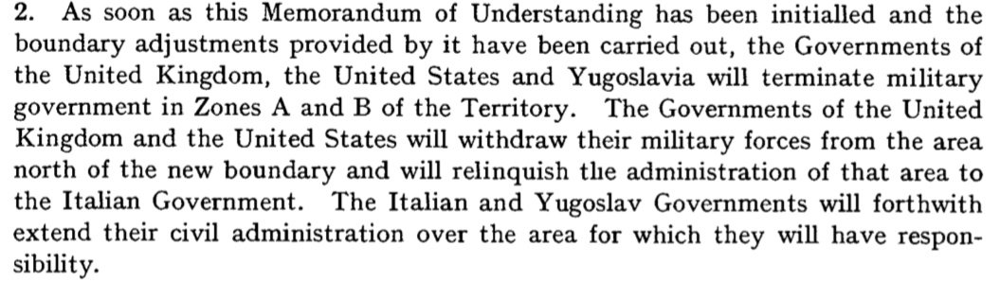 2. As soon as this Memorandum of Understanding has been initialled and the
boundary adjustments provided by it have been carried out, the Governments of
the United Kingdom, the United States and Yugoslavia will terminate military
government in Zones A and B of the Territory. The Governments of the United
Kingdom and the United States will withdraw their military forces from the area
north of the new boundary and will relinquish the administration of that area to
the Italian Government. The Italian and Yugoslav Governments will forthwith
extend their civil administration over the area for which they will have respon-
sibility.